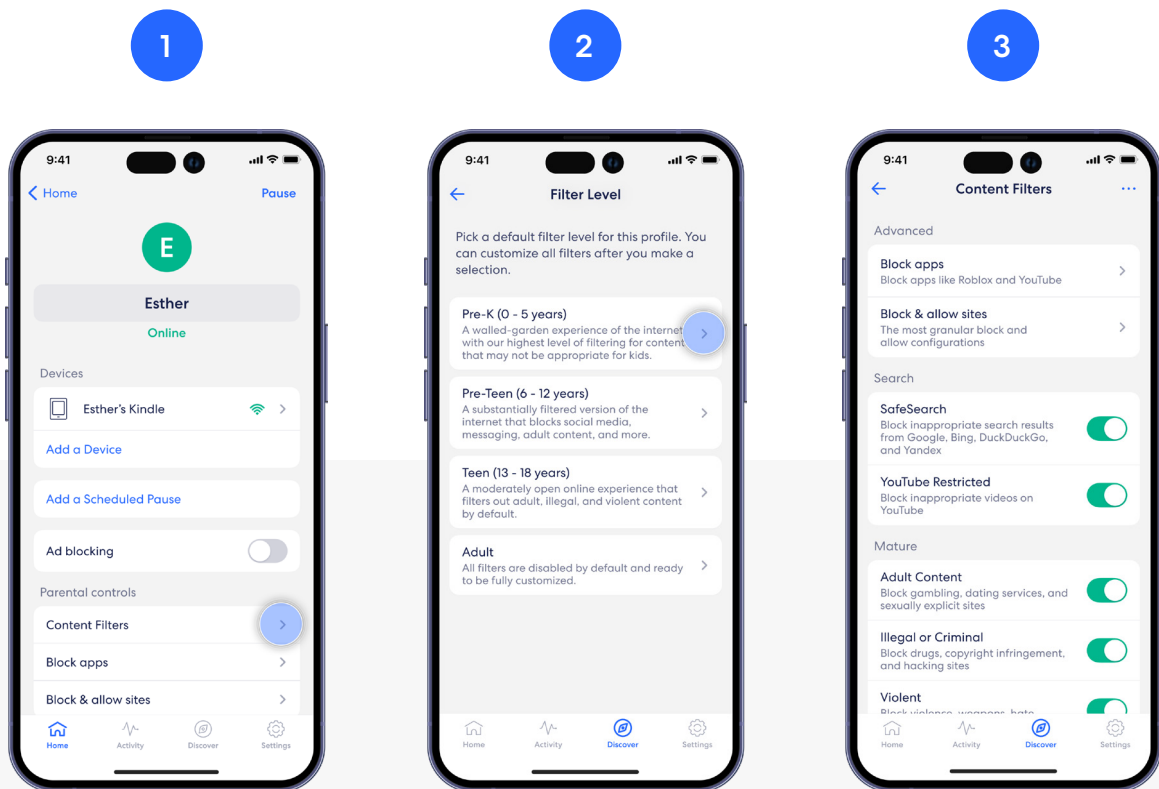 1
2
3
9:41
Home
Pause
E
Esther
Online
Devices
Esther's Kindle
Add a Device
Add a Scheduled Pause
Ad blocking
Parental controls
Content Filters
Block apps
Block & allow sites
Home
Activity
Discover
Settings
9:41
Filter Level
Pick a default filter level for this profile. You
can customize all filters after you make a
selection.
Pre-K (0 - 5 years)
A walled-garden experience of the internet
with our highest level of filtering for content
that may not be appropriate for kids.
Pre-Teen (6 - 12 years)
A substantially filtered version of the
internet that blocks social media,
messaging, adult content, and more.
Teen (13 - 18 years)
A moderately open online experience that
filters out adult, illegal, and violent content
by default.
Adult
All filters are disabled by default and ready
to be fully customized.
Home
Activity
Discover
Settings
9:41
Content Filters
Advanced
Block apps
Block apps like Roblox and YouTube
Block & allow sites
The most granular block and
allow configurations
Search
SafeSearch
Block inappropriate search results
from Google, Bing, DuckDuckGo,
and Yandex
YouTube Restricted
Block inappropriate videos on
YouTube
Mature
Adult Content
Block gambling, dating services, and
sexually explicit sites
Illegal or Criminal
Block drugs, copyright infringement,
and hacking sites
Violent
Block violence, weapons, hate
Home
Activity
Discover
Settings